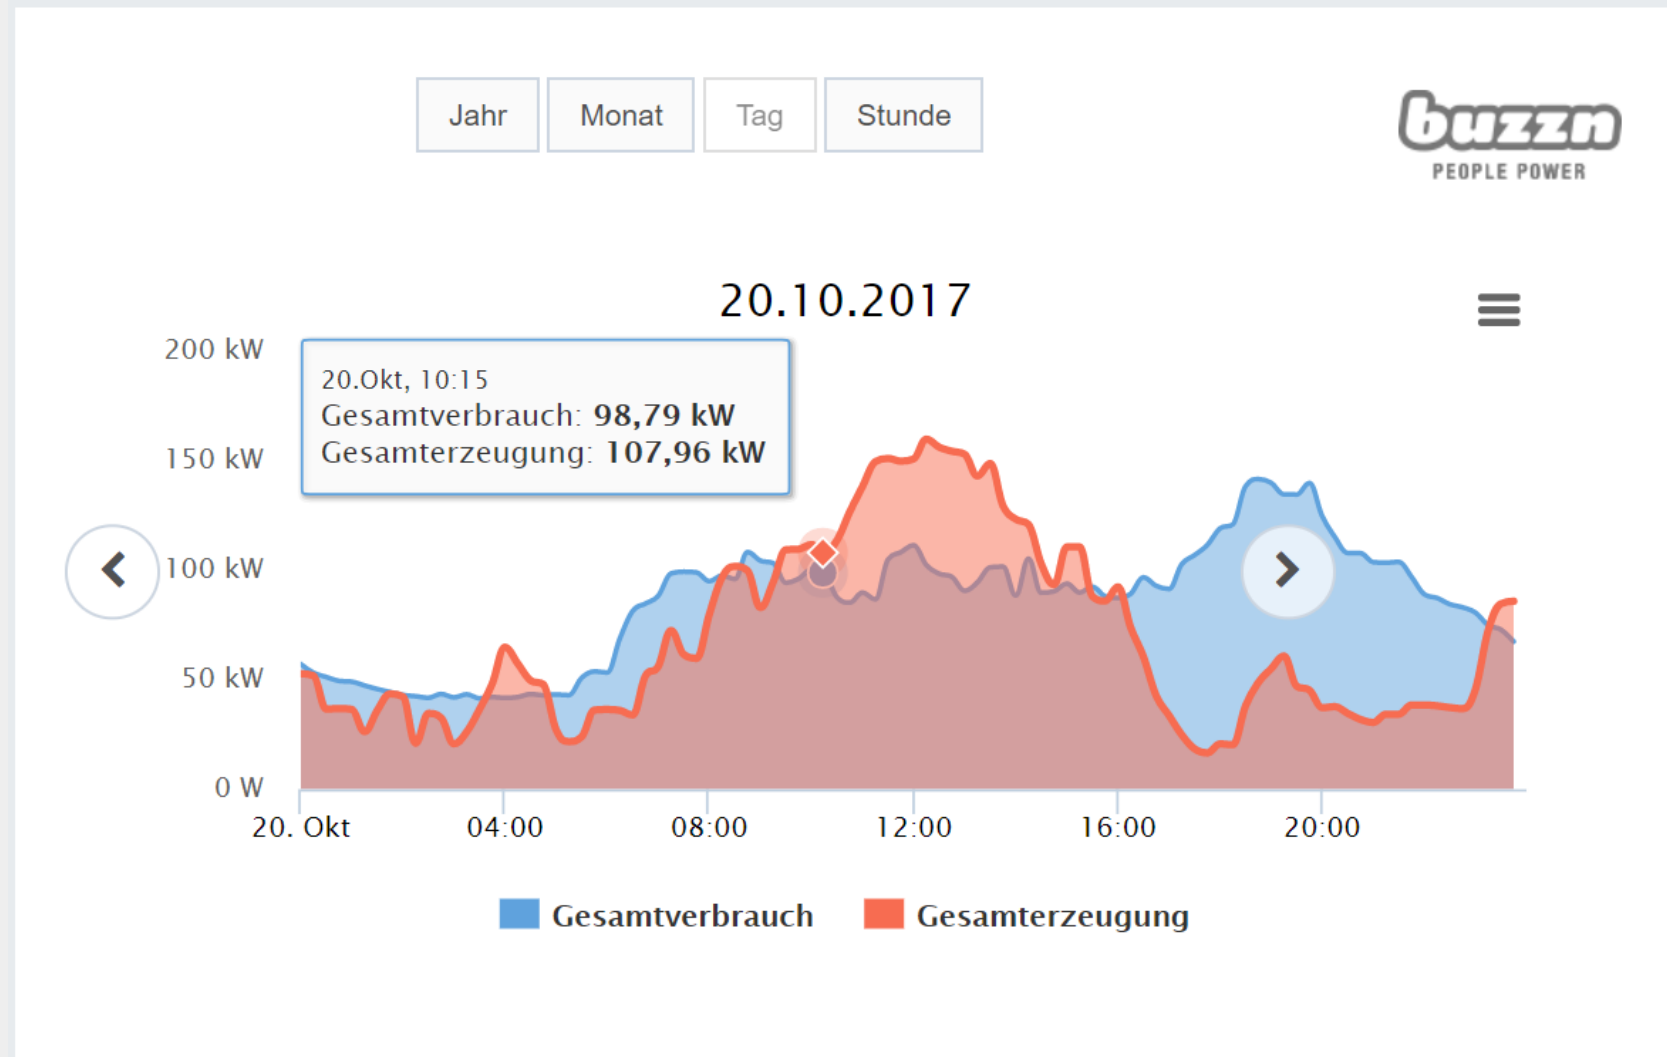 Jahr Monat Tag Stunde
buzzn
PEOPLE POWER
20.10.2017
200 kW
20.Okt, 10:15
Gesamtverbrauch: 98,79 kW
Gesamterzeugung: 107,96 kW
150 kW
100 kW
50 kW
0 W
20. Okt 04:00 08:00 12:00 16:00 20:00
Gesamtverbrauch Gesamterzeugung